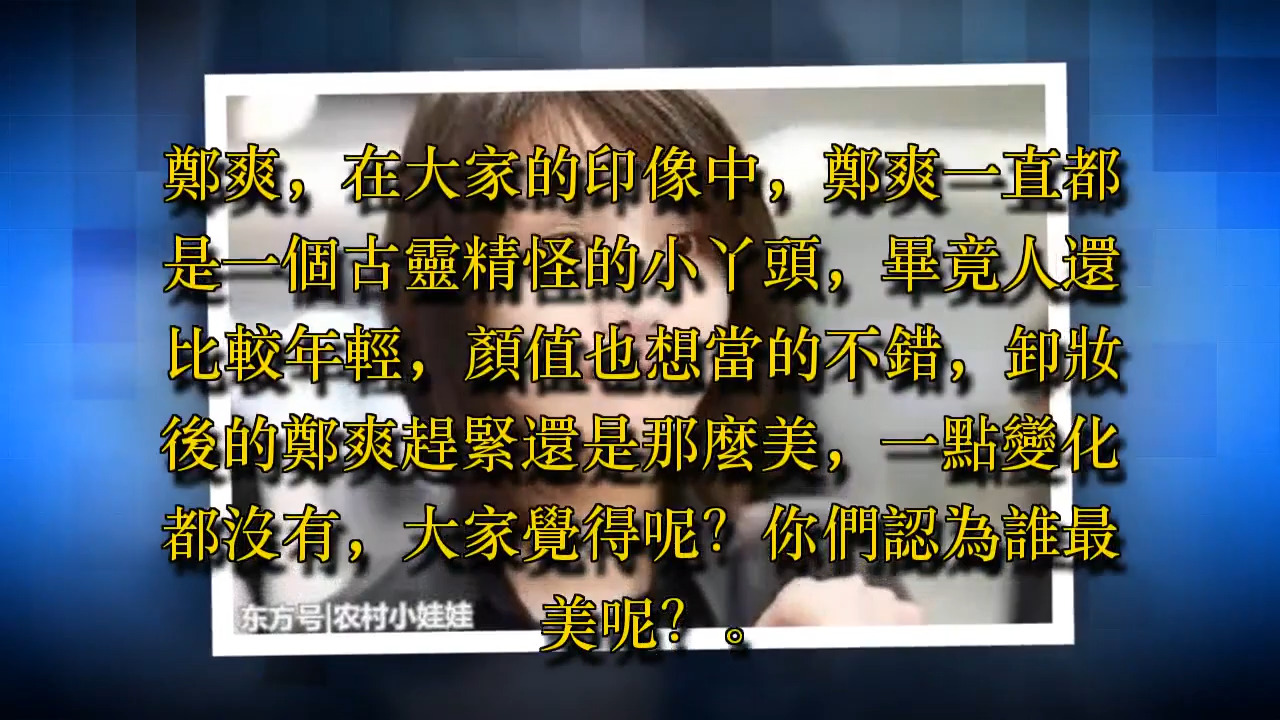 鄭爽，在大家的印像中，鄭爽一直都
是一個古靈精怪的小丫頭，畢竟人還
比較年輕，顏值也想當的不錯，卸妝
後的鄭爽趕緊還是那麼美，一點變化
都沒有，大家覺得呢？你們認為誰最
美呢？。
东方号|农村小娃娃